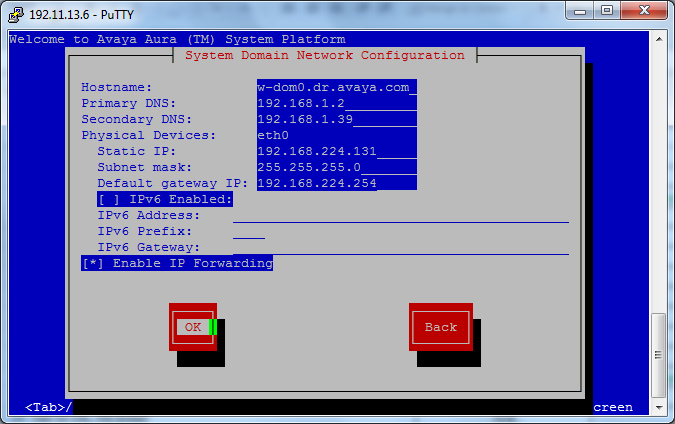 192.11.13.6 - PuTTY
Welcome to Avaya Aura (TM) System Platform
System Domain Network Configuration
Hostname: w-dom0.dr.avaya.com_
Primary DNS: 192.168.1.2
Secondary DNS: 192.168.1.39
Physical Devices: eth0
Static IP: 192.168.224.131
Subnet mask: 255.255.255.0
Default gateway IP: 192.168.224.254
[ ] IPv6 Enabled:
IPv6 Address:
IPv6 Prefix:
IPv6 Gateway:
[*] Enable IP Forwarding
OK Back
<Tab>/ creen